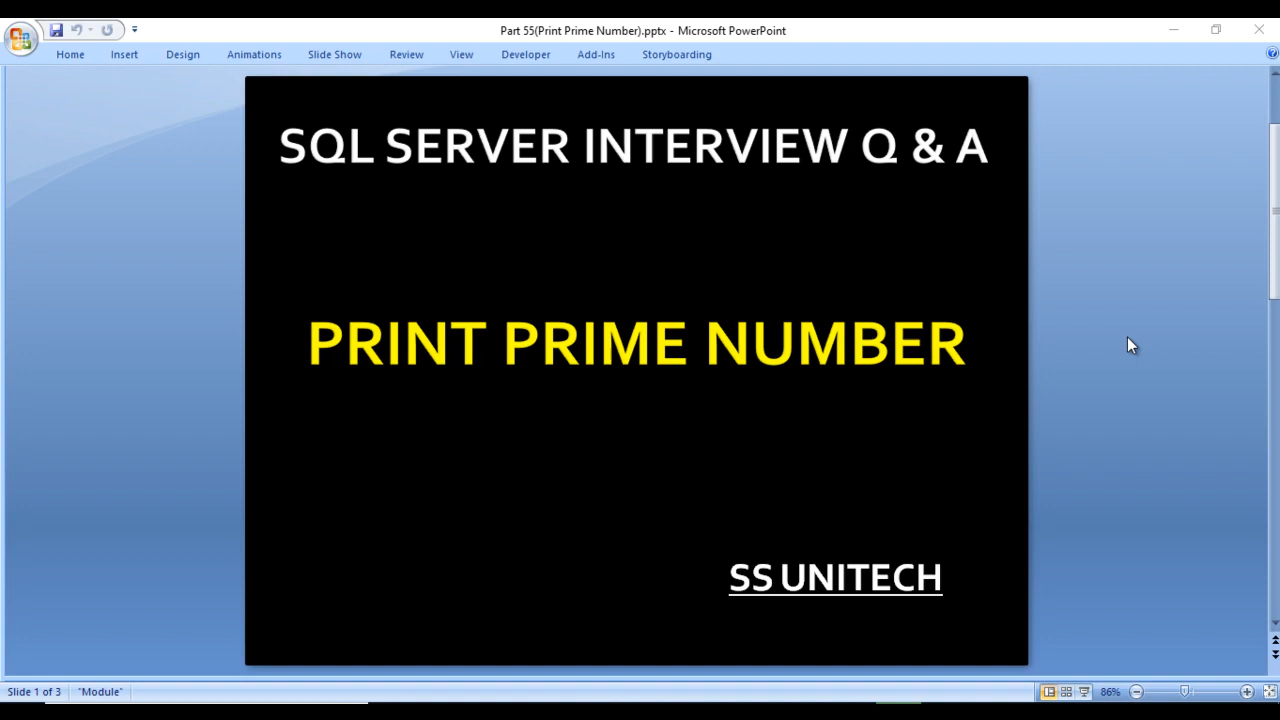 Part 55(Print Prime Number).pptx - Microsoft PowerPoint
Home Insert Design Animations Slide Show Review View Developer Add-Ins Storyboarding
SQL SERVER INTERVIEW Q & A
PRINT PRIME NUMBER
SS UNITECH
Slide 1 of 3 "Module" 86%